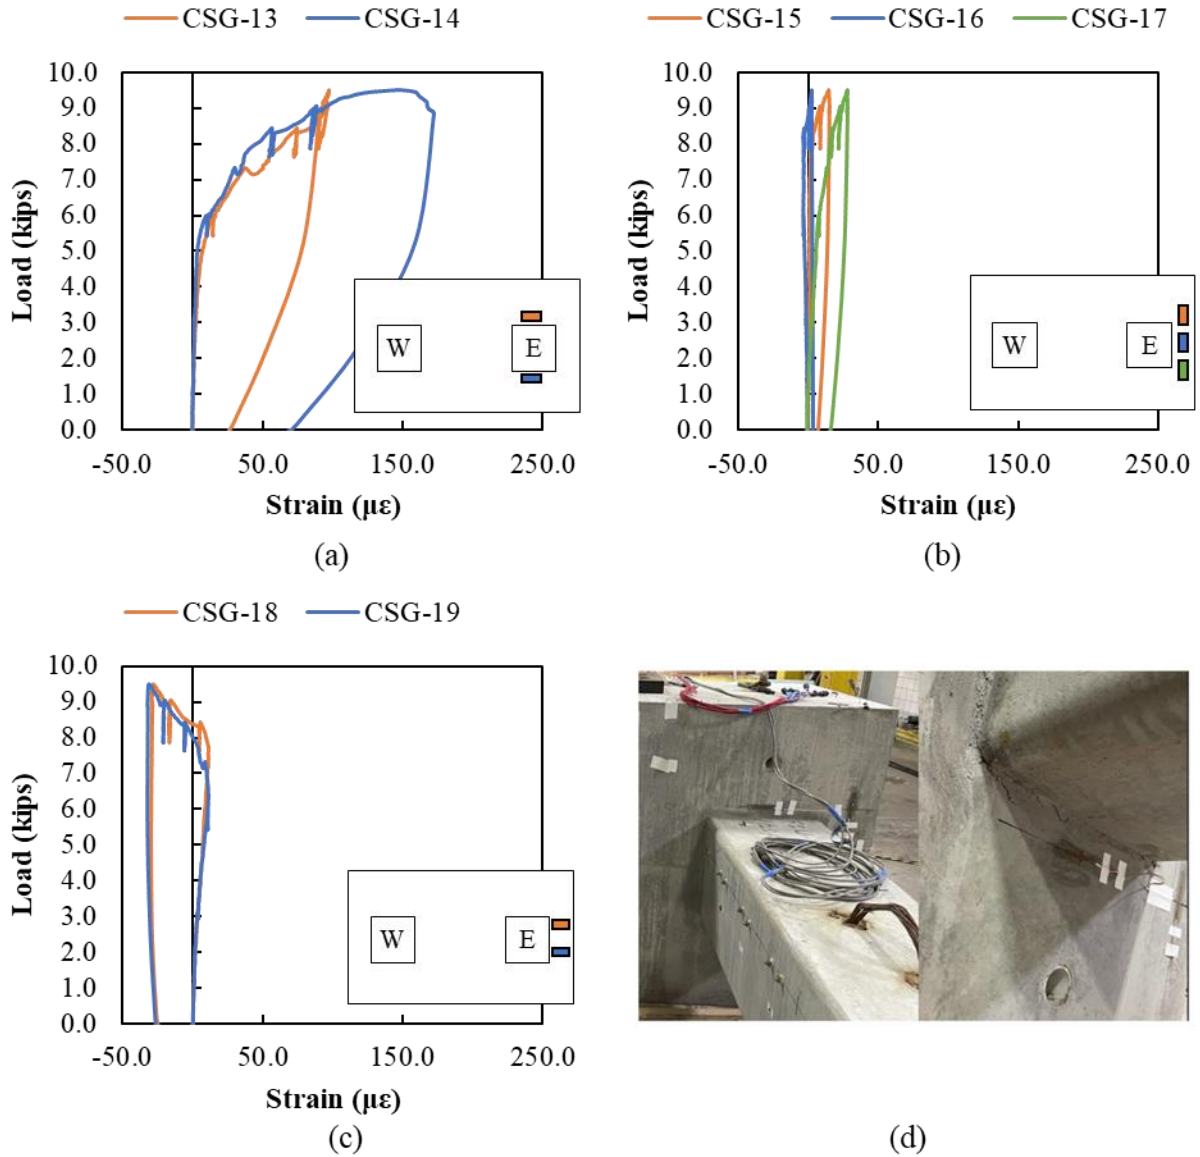 CSG-13 CSG-14
10.0
9.0
8.0
7.0
6.0
5.0
4.0
3.0
2.0
1.0
0.0
Load (kips)
-50.0 50.0 150.0 250.0
Strain (με)
W E
(a)
CSG-15 CSG-16 CSG-17
10.0
9.0
8.0
7.0
6.0
5.0
4.0
3.0
2.0
1.0
0.0
Load (kips)
-50.0 50.0 150.0 250.0
Strain (με)
W E
(b)
CSG-18 CSG-19
10.0
9.0
8.0
7.0
6.0
5.0
4.0
3.0
2.0
1.0
0.0
Load (kips)
-50.0 50.0 150.0 250.0
Strain (με)
W E
(c)
(d)